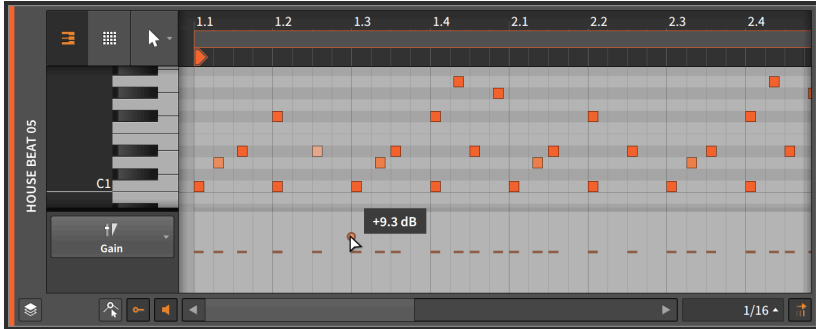 1.1 1.2 1.3 1.4 2.1 2.2 2.3 2.4
HOUSE BEAT 05
C1
+9.3 dB
Gain
1/16